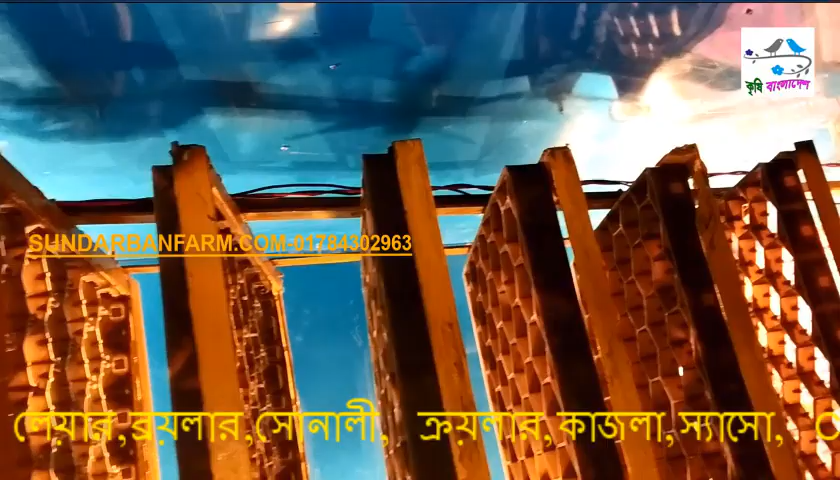 কৃষি বাংলাদেশ
SUNDARBANFARM.COM-01784302963
লেয়ার,ব্রয়লার,সোনালী, ক্রয়লার,কাজলা,স্যাসো,